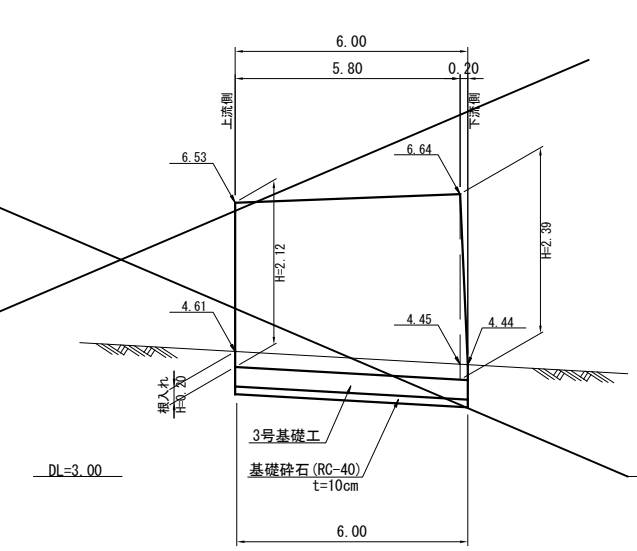 6.00
5.80
0.20
上流側
下流側
6.53
6.64
H=2.12
H=2.39
4.61
4.45
4.44
根入れ
H=0.20
3号基礎工
基礎砕石(RC-40)
t=10cm
DL=3.00
6.00